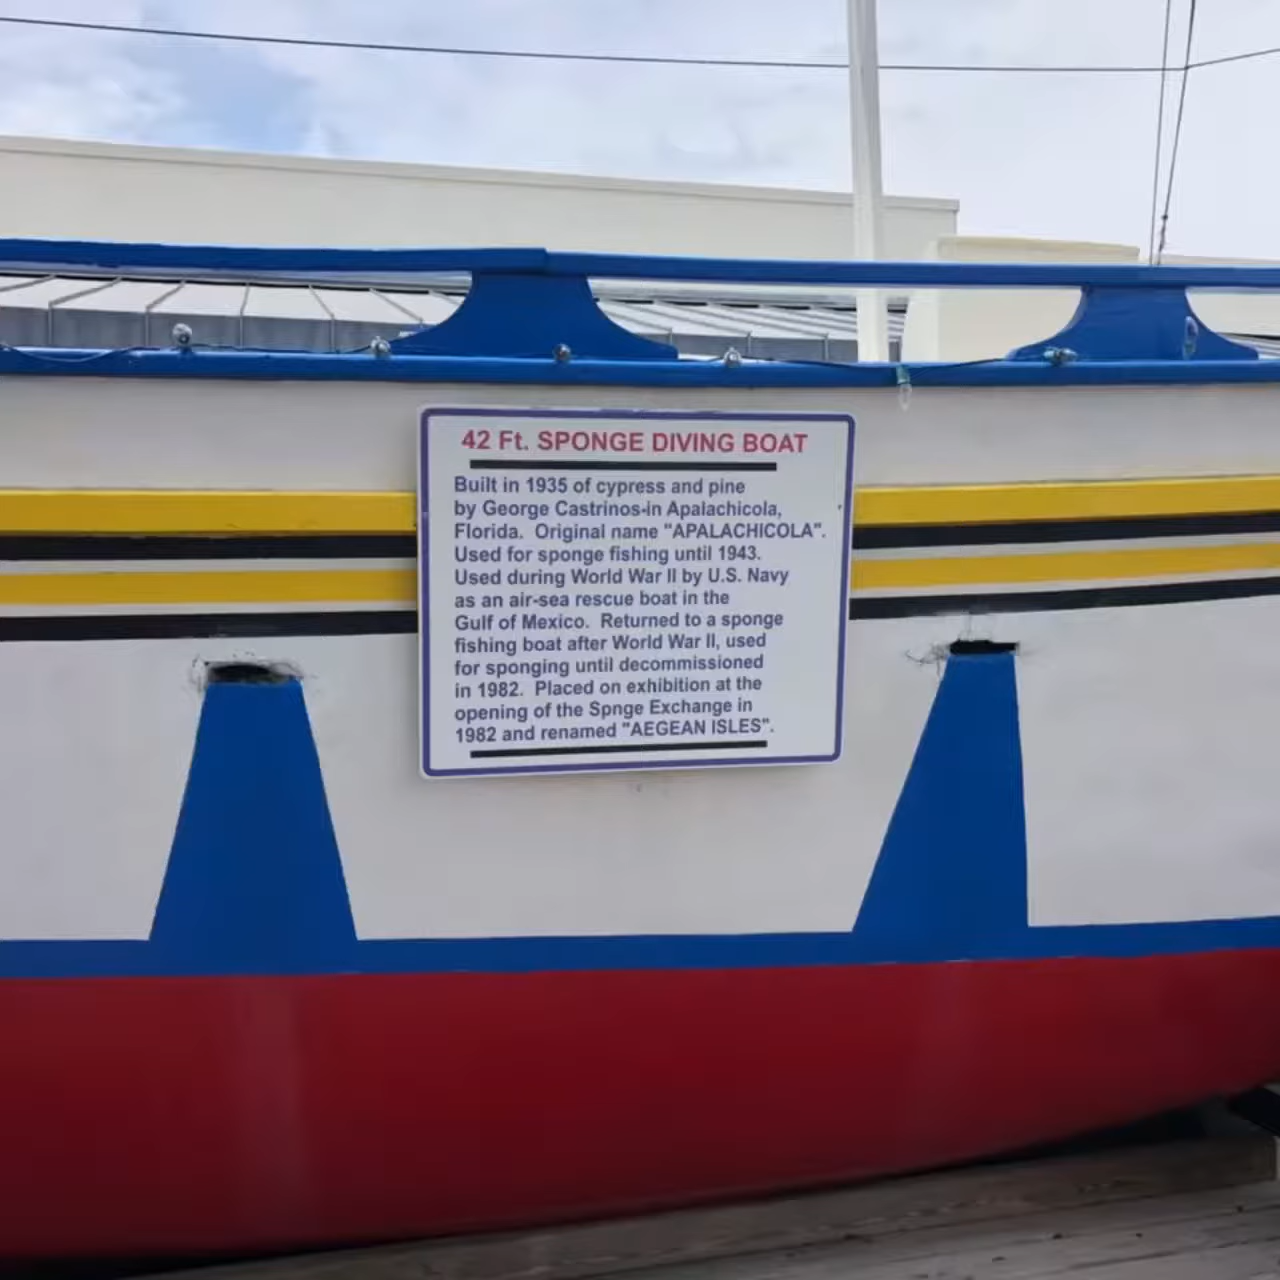 42 Ft. SPONGE DIVING BOAT
Built in 1935 of cypress and pine
by George Castrinos-in Apalachicola,
Florida. Original name "APALACHICOLA".
Used for sponge fishing until 1943.
Used during World War II by U.S. Navy
as an air-sea rescue boat in the
Gulf of Mexico. Returned to a sponge
fishing boat after World War II, used
for sponging until decommissioned
in 1982. Placed on exhibition at the
opening of the Spnge Exchange in
1982 and renamed "AEGEAN ISLES".